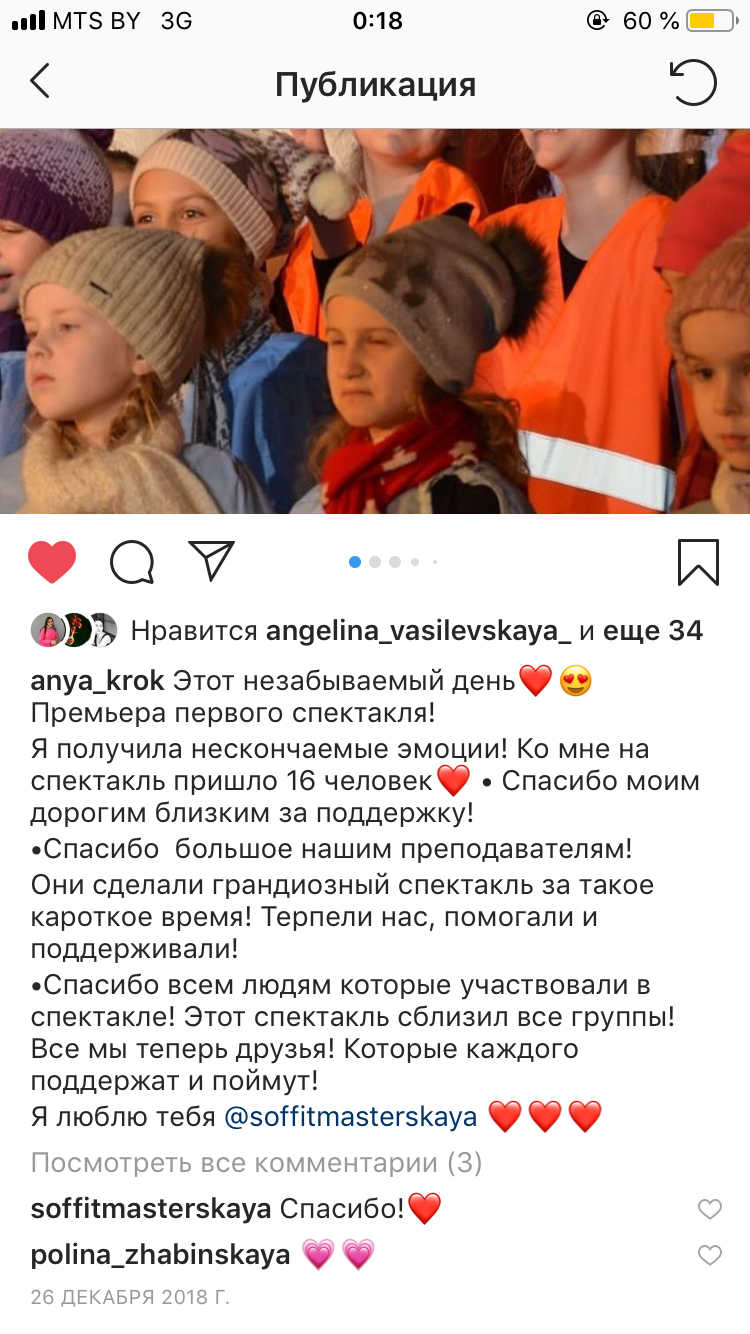 MTS BY 3G 0:18 60 %
Публикация
Нравится angelina_vasilevskaya_ и еще 34
anya_krok Этот незабываемый день❤️😍
Премьера первого спектакля!
Я получила нескончаемые эмоции! Ко мне на
спектакль пришло 16 человек❤️ • Спасибо моим
дорогим близким за поддержку!
•Спасибо  большое нашим преподавателям!
Они сделали грандиозный спектакль за такое
кароткое время! Терпели нас, помогали и
поддерживали!
•Спасибо всем людям которые участвовали в
спектакле! Этот спектакль сблизил все группы!
Все мы теперь друзья! Которые каждого
поддержат и поймут!
Я люблю тебя @soffitmasterskaya ❤️❤️❤️
Посмотреть все комментарии (3)
soffitmasterskaya Спасибо!❤️
polina_zhabinskaya 💗💗
26 ДЕКАБРЯ 2018 Г.